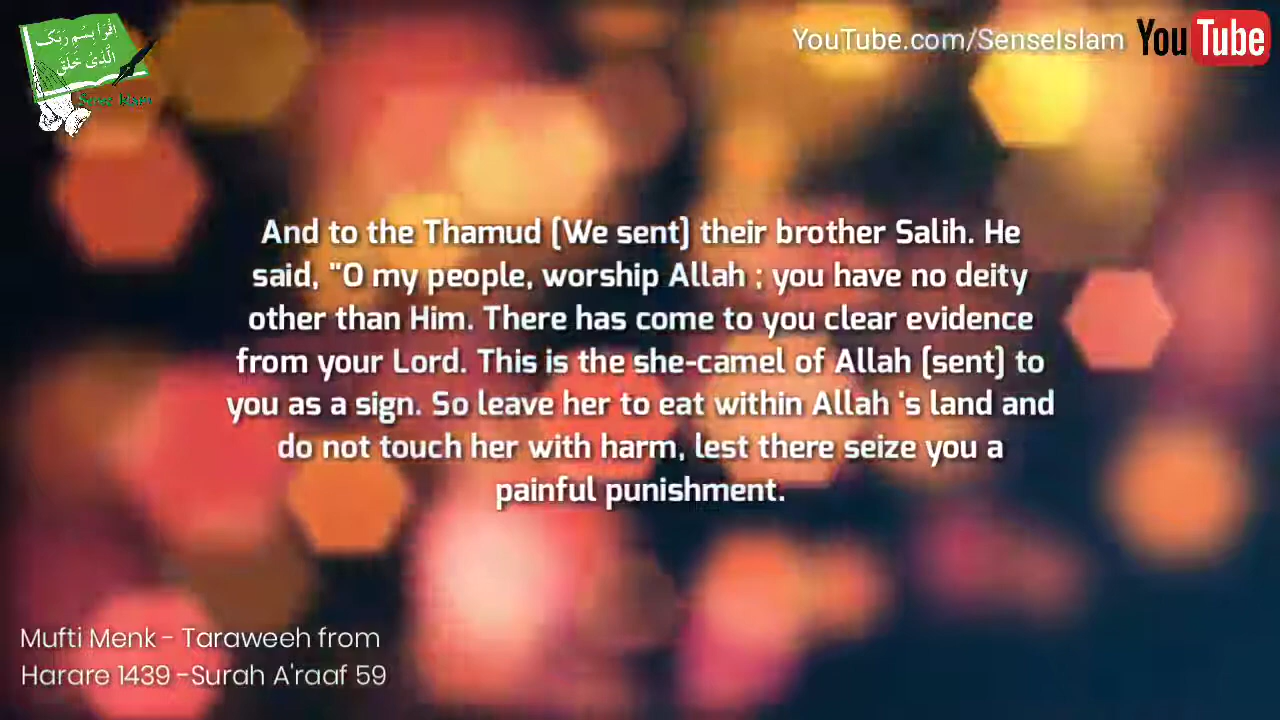 اقْرَأْ بِسْمِ رَبِّكَ
الَّذِي خَلَقَ
Sense Islam
YouTube.com/SenseIslam YouTube
And to the Thamud [We sent] their brother Salih. He
said, "O my people, worship Allah ; you have no deity
other than Him. There has come to you clear evidence
from your Lord. This is the she-camel of Allah [sent] to
you as a sign. So leave her to eat within Allah 's land and
do not touch her with harm, lest there seize you a
painful punishment.
Mufti Menk - Taraweeh from
Harare 1439 -Surah A'raaf 59